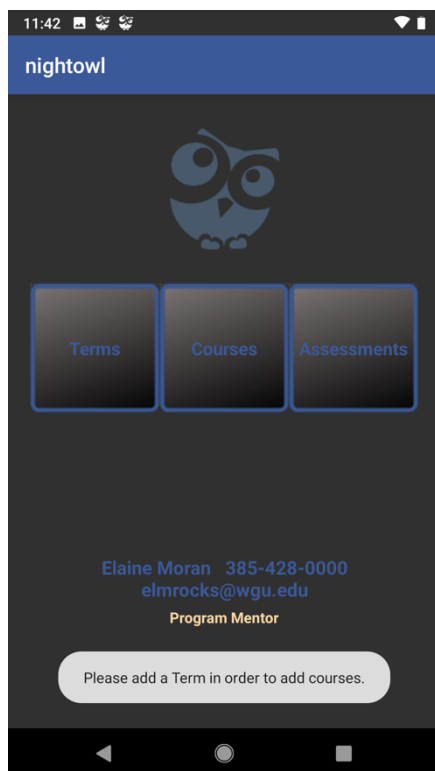 11:42
nightowl
Terms Courses Assessments
Elaine Moran 385-428-0000
elmrocks@wgu.edu
Program Mentor
Please add a Term in order to add courses.